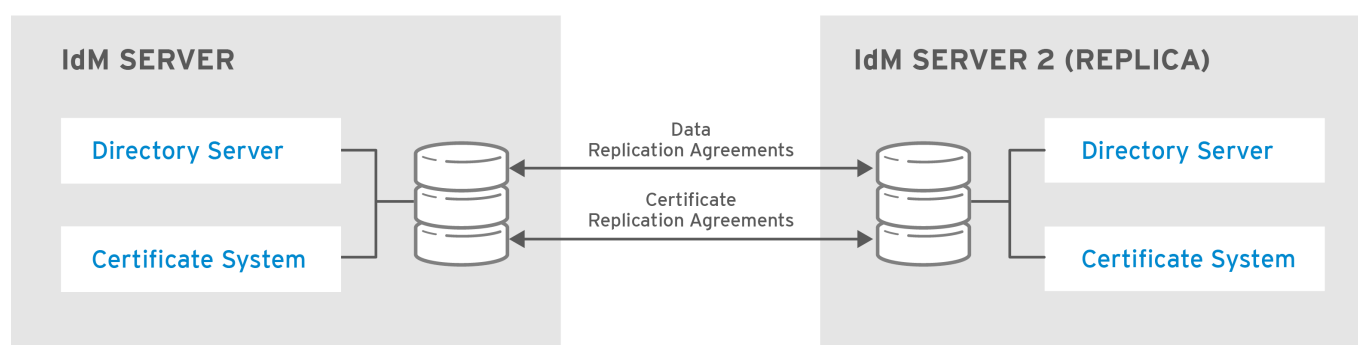 IdM SERVER
Directory Server
Certificate System
Data
Replication Agreements
Certificate
Replication Agreements
IdM SERVER 2 (REPLICA)
Directory Server
Certificate System